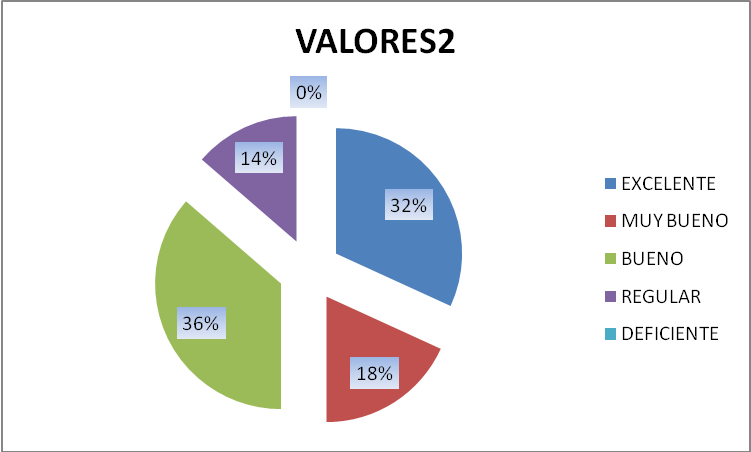 VALORES2
0%
14%
32%
36%
18%
EXCELENTE
MUY BUENO
BUENO
REGULAR
DEFICIENTE